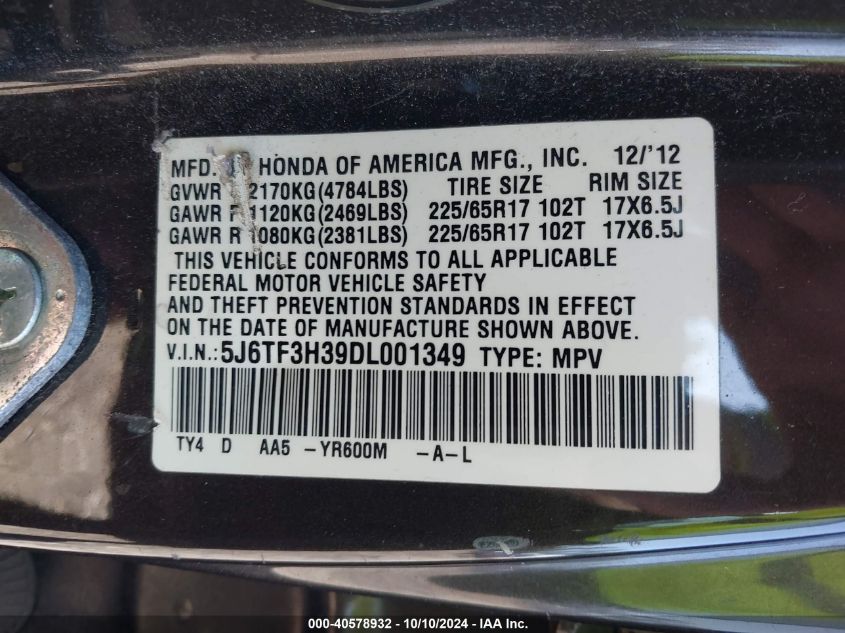 MFD. HONDA OF AMERICA MFG., INC. 12/'12
GVWR 2170KG(4784LBS) TIRE SIZE RIM SIZE
GAWR F 1120KG(2469LBS) 225/65R17 102T 17X6.5J
GAWR R 1080KG(2381LBS) 225/65R17 102T 17X6.5J
THIS VEHICLE CONFORMS TO ALL APPLICABLE
FEDERAL MOTOR VEHICLE SAFETY
AND THEFT PREVENTION STANDARDS IN EFFECT
ON THE DATE OF MANUFACTURE SHOWN ABOVE.
V.I.N.: 5J6TF3H39DL001349 TYPE: MPV
TY4 D AA5 -YR600M -A-L
000-40578932 - 10/10/2024 - IAA Inc.